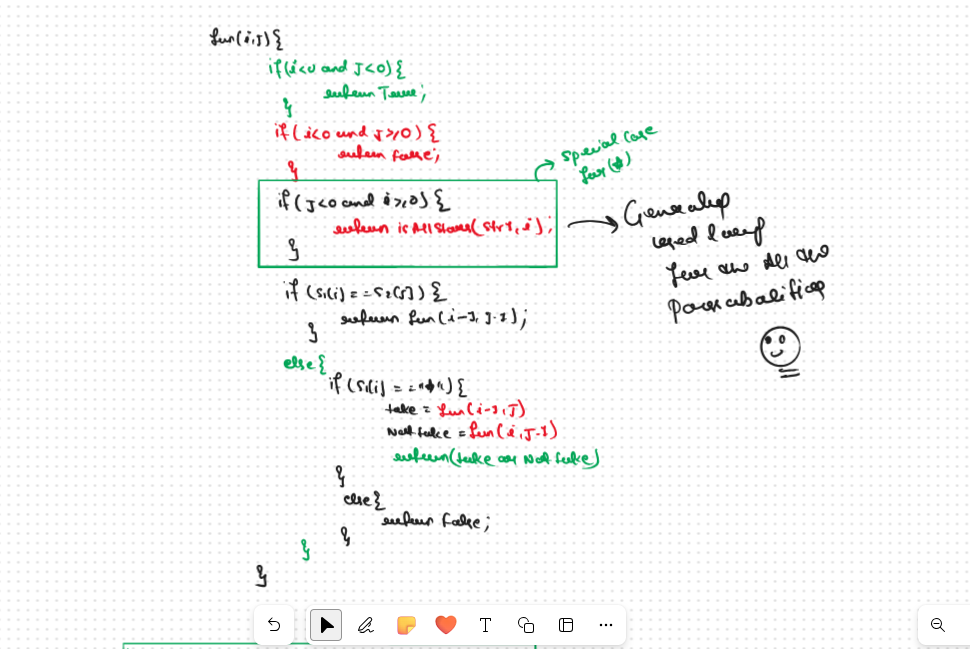 fun(i,J){
if(i<0 and J<0){
return True;
}
if(i<0 and J>=0){
return False;
}
special case
for(*)
if(J<0 and i>=0){
return isAllStars(Str1,i);
}
Generally
used
for the All the
if(S1[i]==S2[J]){
return fun(i-1,J-1);
}
else{
if(S1[i]=="*"){
take = fun(i-1,J)
Not take = fun(i,J-1)
return(take or Not take)
}
else{
return False;
}
}
}
T